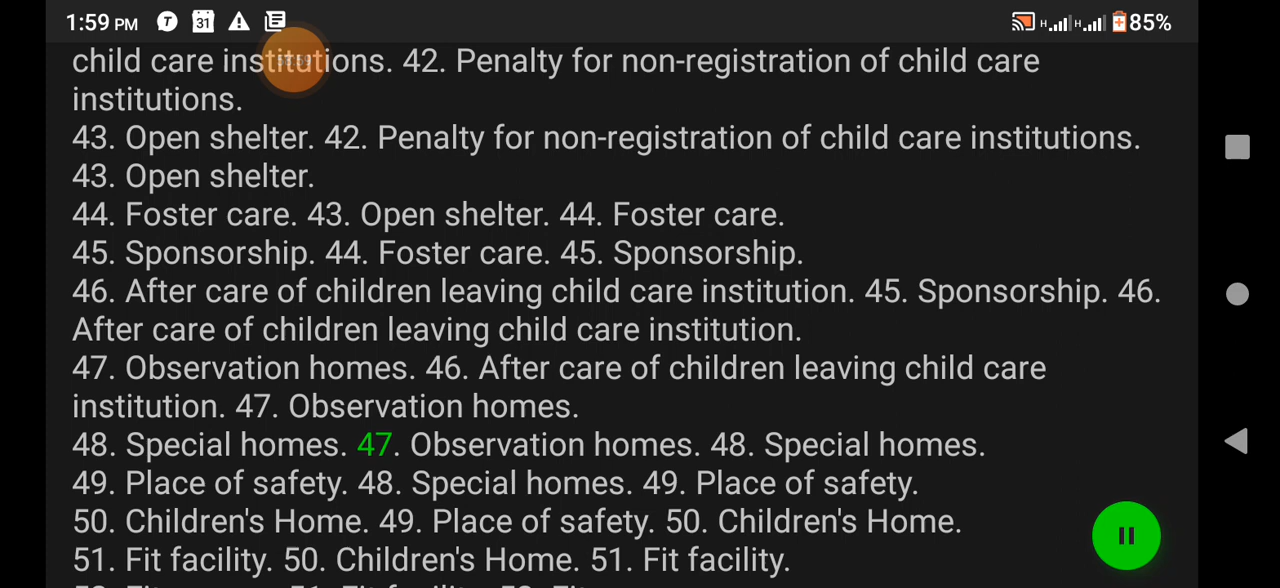 1:59 PM T 31 85%
child care institutions. 42. Penalty for non-registration of child care
institutions.
43. Open shelter. 42. Penalty for non-registration of child care institutions.
43. Open shelter.
44. Foster care. 43. Open shelter. 44. Foster care.
45. Sponsorship. 44. Foster care. 45. Sponsorship.
46. After care of children leaving child care institution. 45. Sponsorship. 46.
After care of children leaving child care institution.
47. Observation homes. 46. After care of children leaving child care
institution. 47. Observation homes.
48. Special homes. 47. Observation homes. 48. Special homes.
49. Place of safety. 48. Special homes. 49. Place of safety.
50. Children's Home. 49. Place of safety. 50. Children's Home.
51. Fit facility. 50. Children's Home. 51. Fit facility.